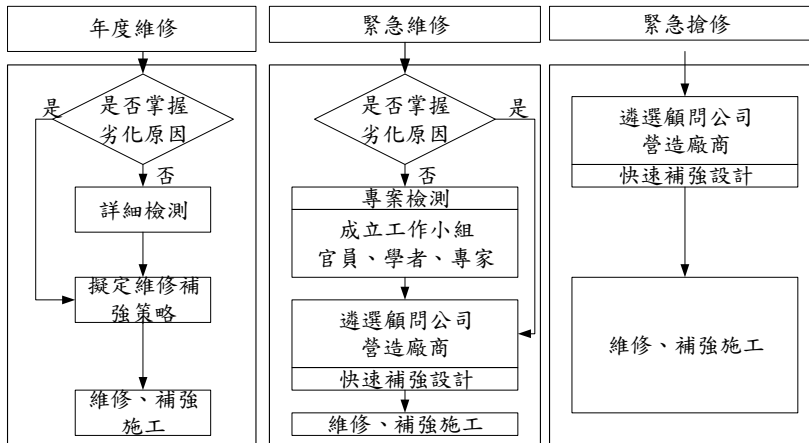 年度維修
是
是否掌握
劣化原因
否
詳細檢測
擬定維修補
強策略
維修、補強
施工
緊急維修
是否掌握
劣化原因
是
否
專案檢測
成立工作小組
官員、學者、專家
遴選顧問公司
營造廠商
快速補強設計
維修、補強施工
緊急搶修
遴選顧問公司
營造廠商
快速補強設計
維修、補強施工